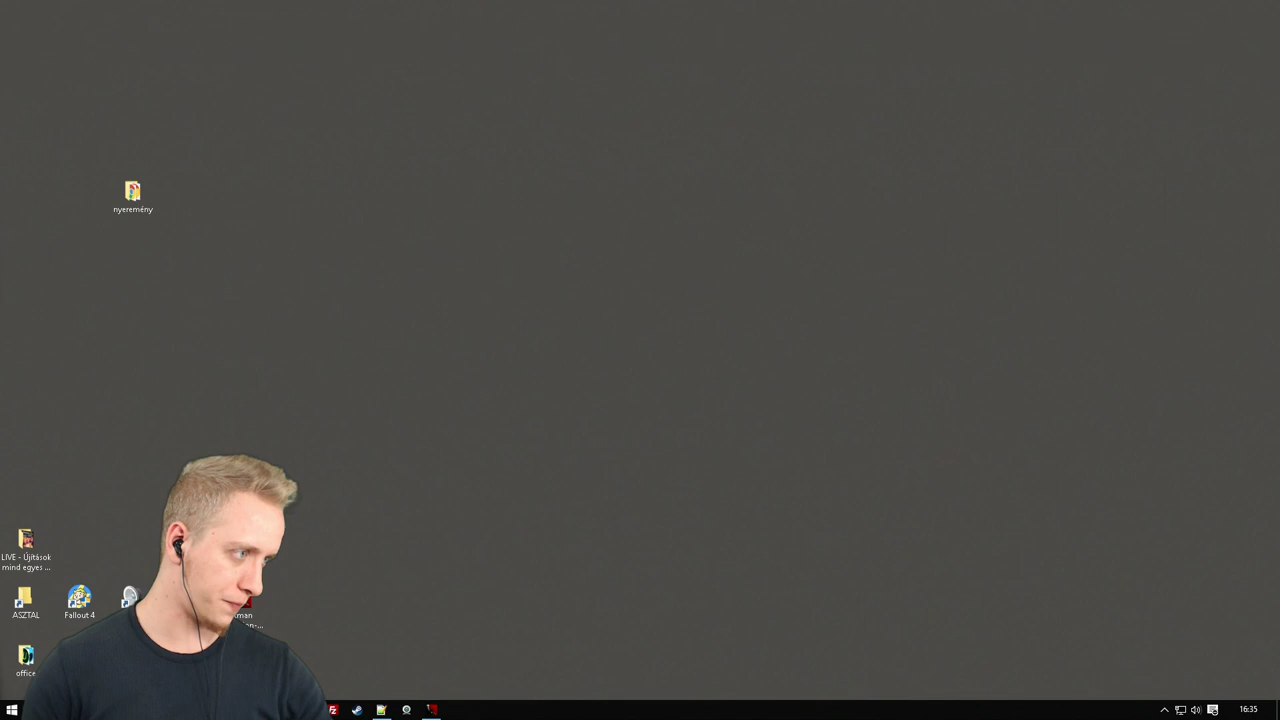 nyeremény
LIVE - Újítások
mind egyes ...
ASZTAL
Fallout 4
office
16:35